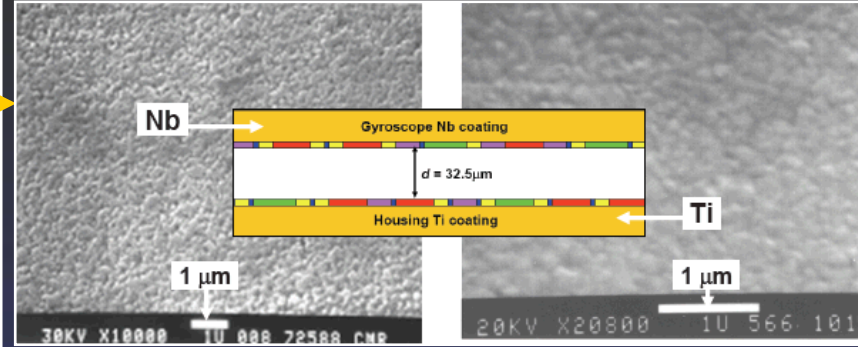 Nb
Gyroscope Nb coating
d = 32.5μm
Housing Ti coating
Ti
1 μm
1 μm
30KV X10000 1U 008 72588 CMR
20KV X20800 1U 566 101